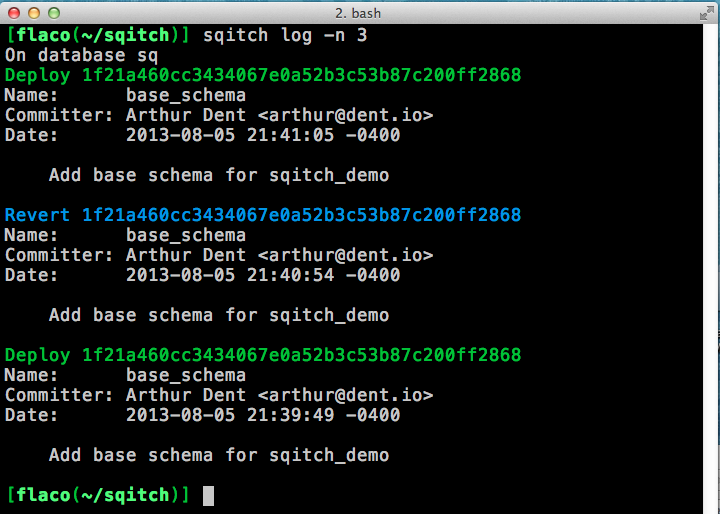 2. bash
[flaco(~/sqitch)] sqitch log -n 3
On database sq
Deploy 1f21a460cc3434067e0a52b3c53b87c200ff2868
Name:      base_schema
Committer: Arthur Dent <arthur@dent.io>
Date:      2013-08-05 21:41:05 -0400
    Add base schema for sqitch_demo
Revert 1f21a460cc3434067e0a52b3c53b87c200ff2868
Name:      base_schema
Committer: Arthur Dent <arthur@dent.io>
Date:      2013-08-05 21:40:54 -0400
    Add base schema for sqitch_demo
Deploy 1f21a460cc3434067e0a52b3c53b87c200ff2868
Name:      base_schema
Committer: Arthur Dent <arthur@dent.io>
Date:      2013-08-05 21:39:49 -0400
    Add base schema for sqitch_demo
[flaco(~/sqitch)]